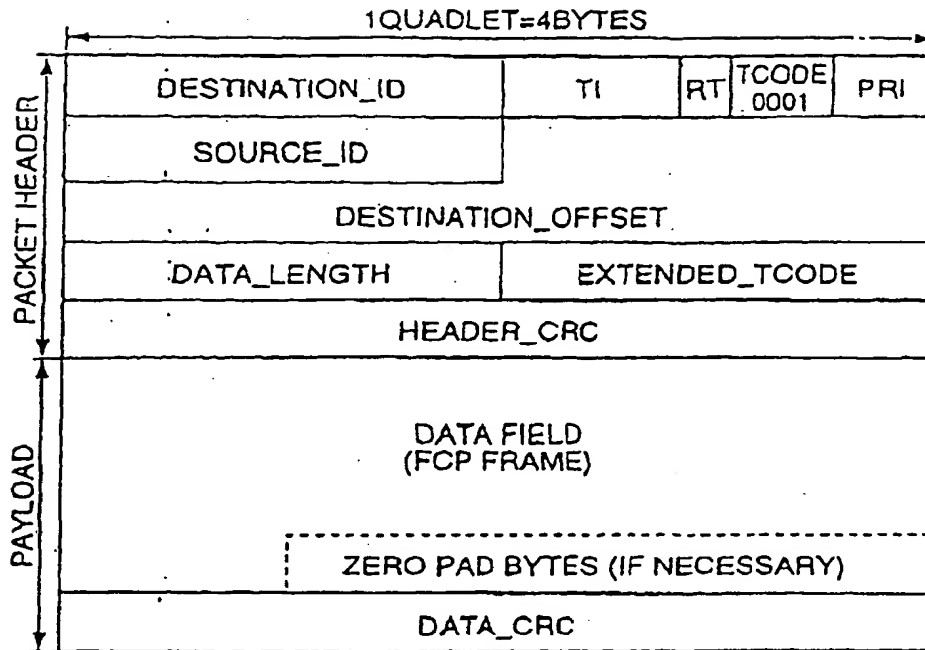 1QUADLET=4BYTES
PACKET HEADER
DESTINATION_ID TI RT TCODE 0001 PRI
SOURCE_ID
DESTINATION_OFFSET
DATA_LENGTH EXTENDED_TCODE
HEADER_CRC
PAYLOAD
DATA FIELD
(FCP FRAME)
ZERO PAD BYTES (IF NECESSARY)
DATA_CRC